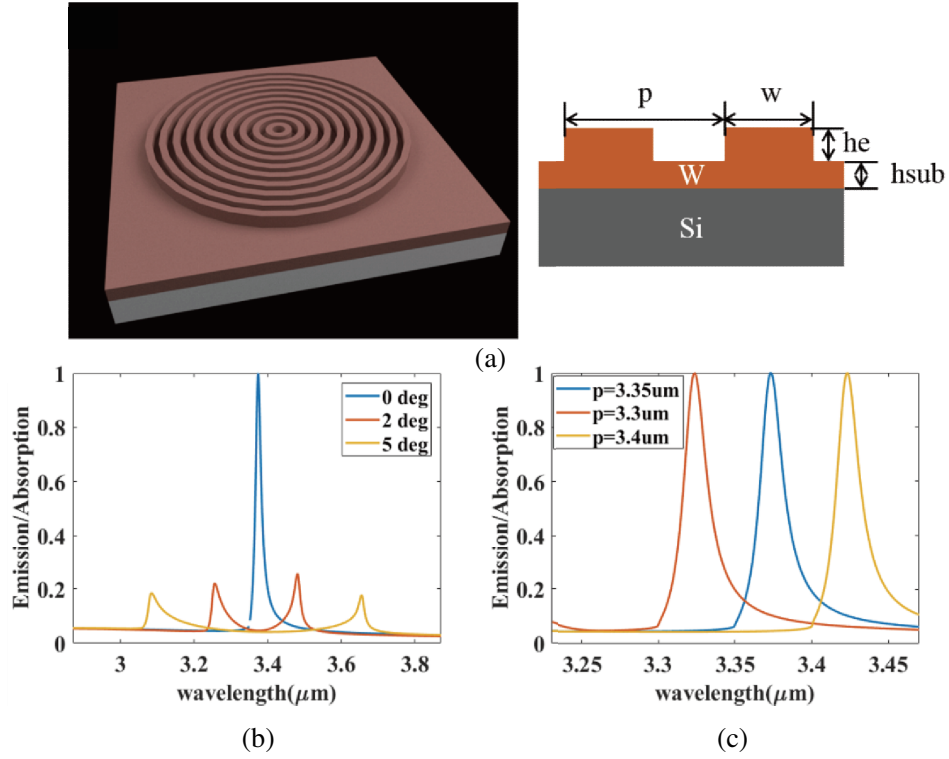 p
w
he
hsub
W
Si
(a)
1
0.8
0.6
0.4
0.2
0
Emission/Absorption
0 deg
2 deg
5 deg
3
3.2
3.4
3.6
3.8
wavelength(μm)
(b)
1
0.8
0.6
0.4
0.2
0
Emission/Absorption
p=3.35um
p=3.3um
p=3.4um
3.25
3.3
3.35
3.4
3.45
wavelength(μm)
(c)